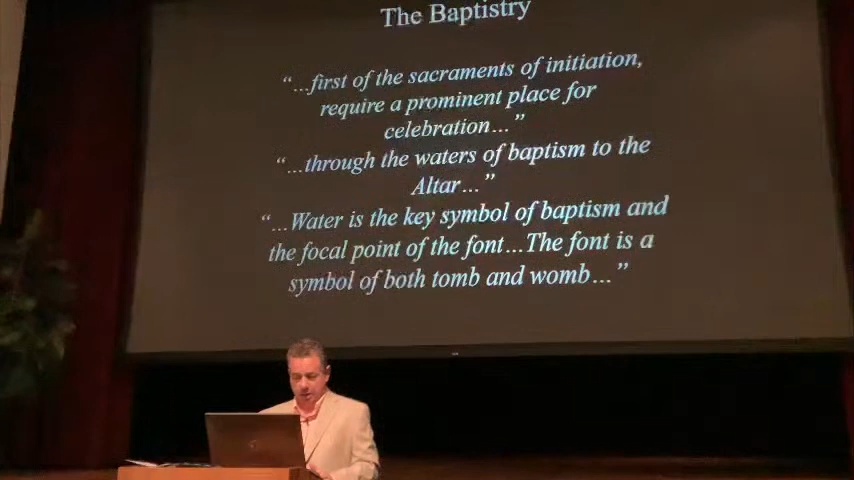 The Baptistry
“…first of the sacraments of initiation,
require a prominent place for
celebration…”
“…through the waters of baptism to the
Altar…”
“…Water is the key symbol of baptism and
the focal point of the font…The font is a
symbol of both tomb and womb…”